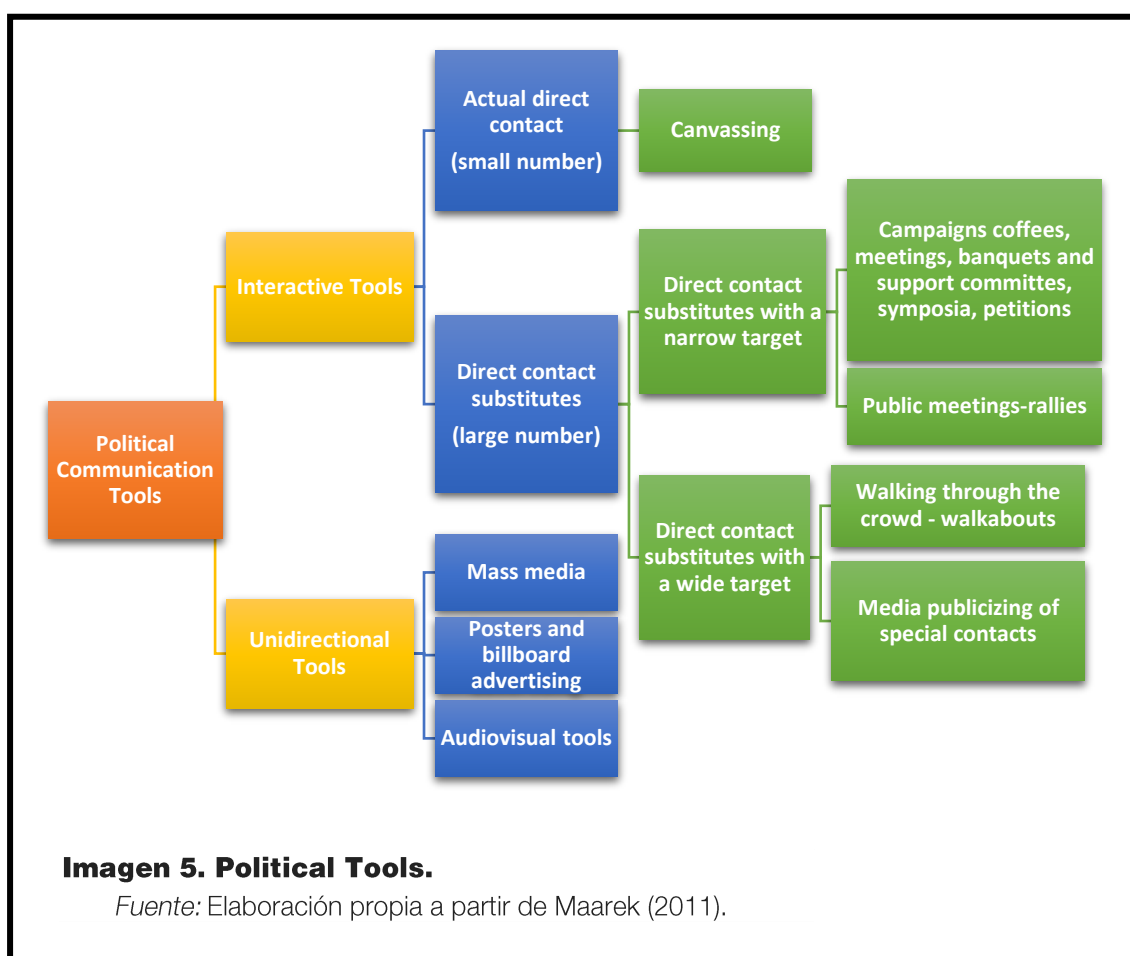 Political
Communication
Tools
Interactive Tools
Actual direct
contact
(small number)
Canvassing
Direct contact
substitutes
(large number)
Direct contact
substitutes with a
narrow target
Campaigns coffees,
meetings, banquets and
support committes,
symposia, petitions
Public meetings-rallies
Direct contact
substitutes with
a wide target
Walking through the
crowd - walkabouts
Media publicizing of
special contacts
Unidirectional
Tools
Mass media
Posters and
billboard
advertising
Audiovisual tools
Imagen 5. Political Tools.
Fuente: Elaboración propia a partir de Maarek (2011).